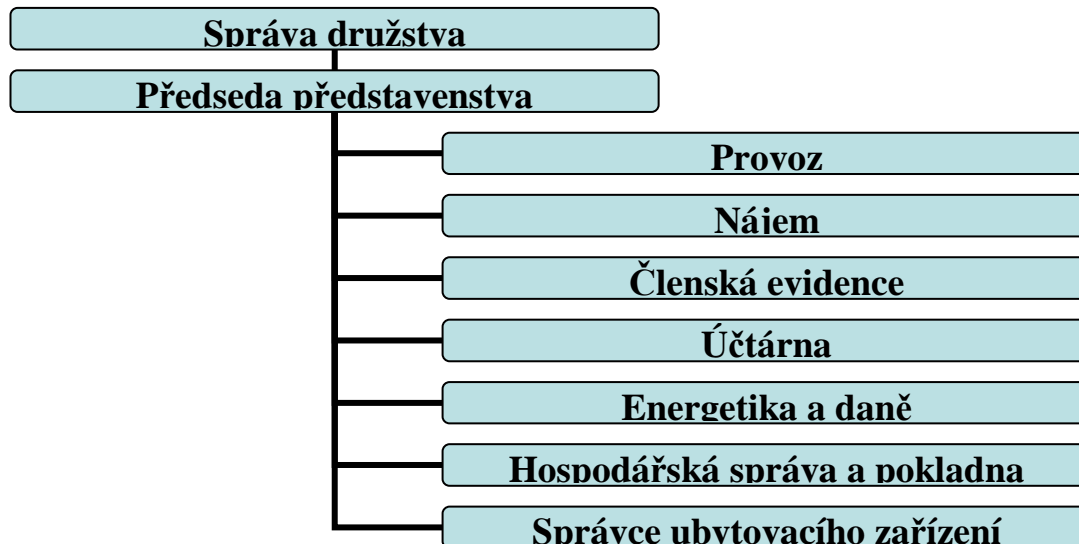 Správa družstva
Předseda představenstva
Provoz
Nájem
Členská evidence
Účtárna
Energetika a daně
Hospodářská správa a pokladna
Správce ubytovacího zařízení